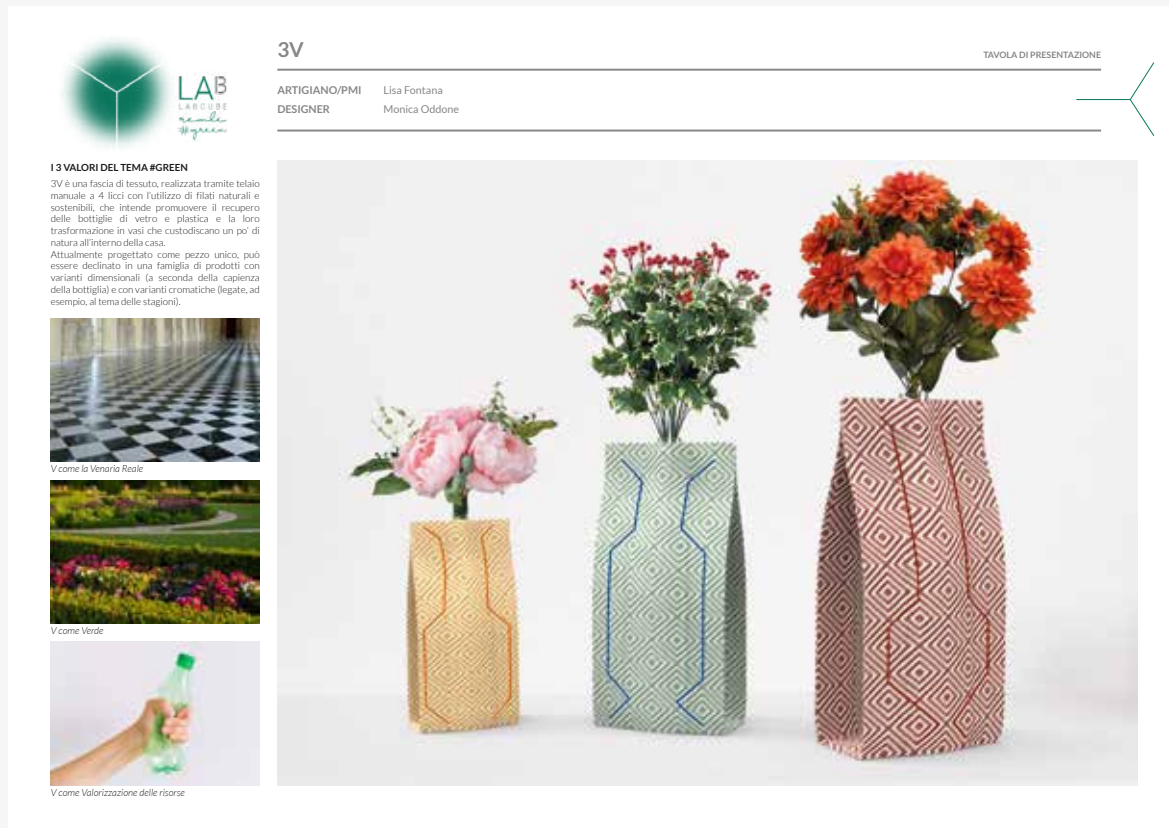 LAB
LABCUBE
reale
#green
3V
TAVOLA DI PRESENTAZIONE
ARTIGIANO/PMI Lisa Fontana
DESIGNER Monica Oddone
I 3 VALORI DEL TEMA #GREEN
3V è una fascia di tessuto, realizzata tramite telaio
manuale a 4 licci con l'utilizzo di filati naturali e
sostenibili, che intende promuovere il recupero
delle bottiglie di vetro e plastica e la loro
trasformazione in vasi che custodiscano un po' di
natura all'interno della casa.
Attualmente progettato come pezzo unico, può
essere declinato in una famiglia di prodotti con
varianti dimensionali (a seconda della capienza
della bottiglia) e con varianti cromatiche (legate, ad
esempio, al tema delle stagioni).
V come la Venaria Reale
V come Verde
V come Valorizzazione delle risorse